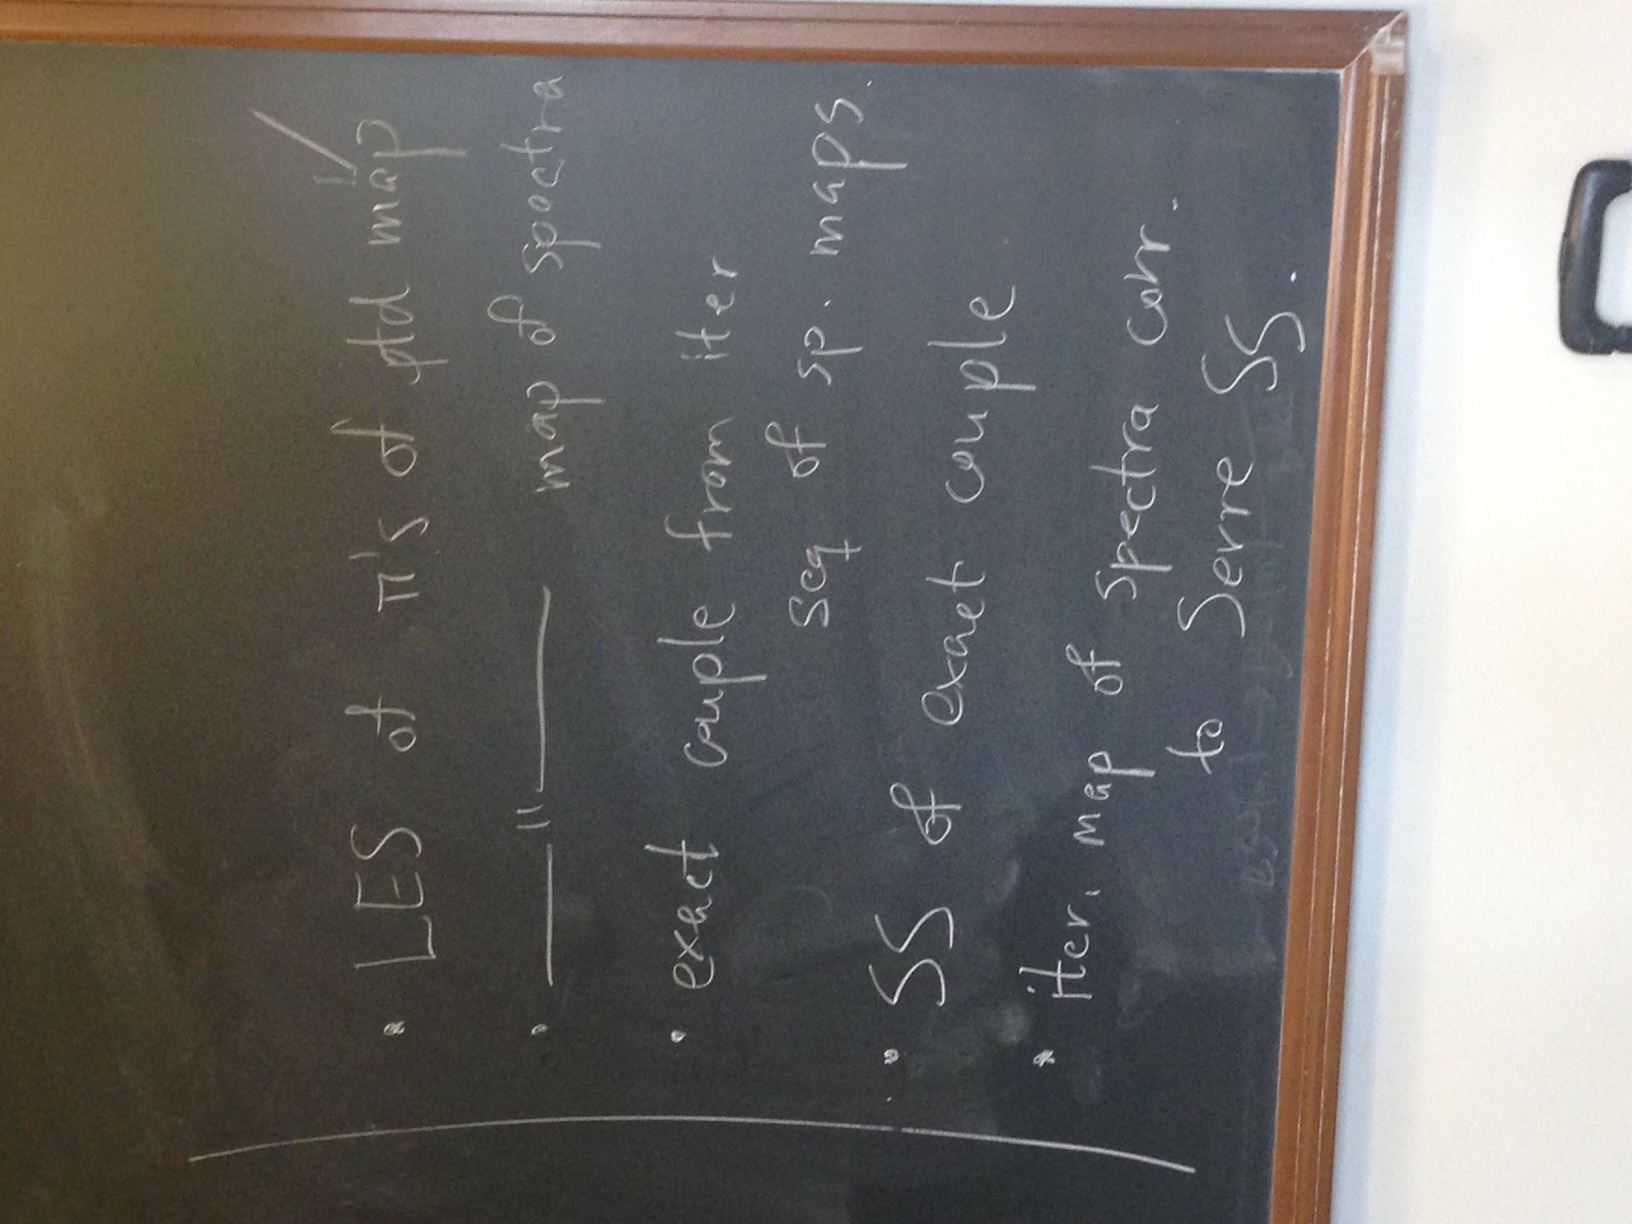 • LES of π's of ptd map ✓
• ——"—— map of spectra
• exact couple from iter
seq of sp. maps.
• SS of exact couple
• iter. map of spectra corr.
to Serre SS.